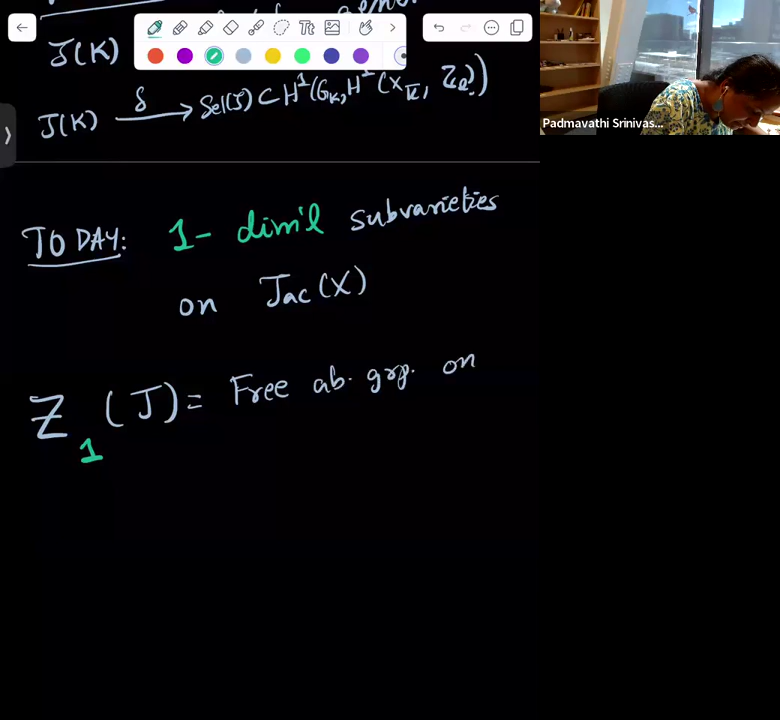 J(K)
J(K) δ→ Sel(J) ⊂ H¹(G_K, H¹(X_K̄, Z_ℓ))
TODAY: 1- dim'l subvarieties
on Jac(X)
Z₁(J) = Free ab. grp. on
Padmavathi Srinivas...
Tt